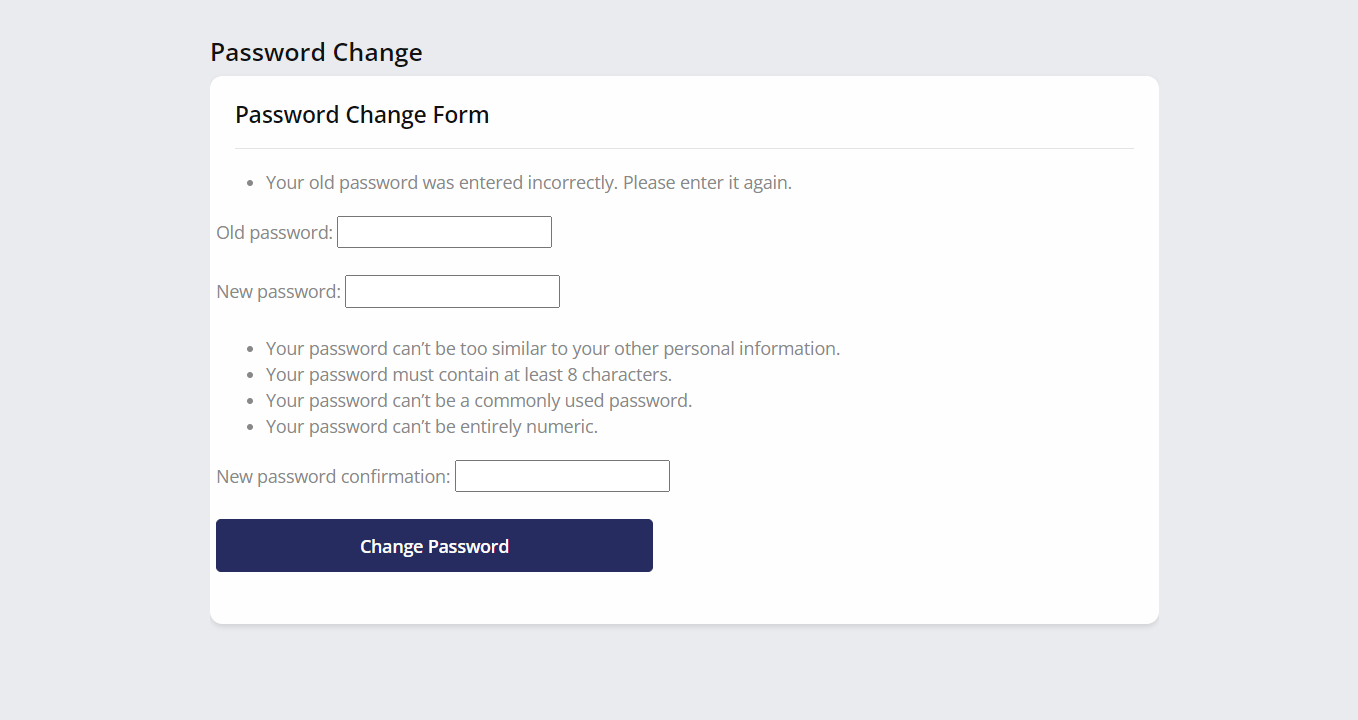 Password Change
Password Change Form
Your old password was entered incorrectly. Please enter it again.
Old password:
New password:
Your password can’t be too similar to your other personal information.
Your password must contain at least 8 characters.
Your password can’t be a commonly used password.
Your password can’t be entirely numeric.
New password confirmation:
Change Password